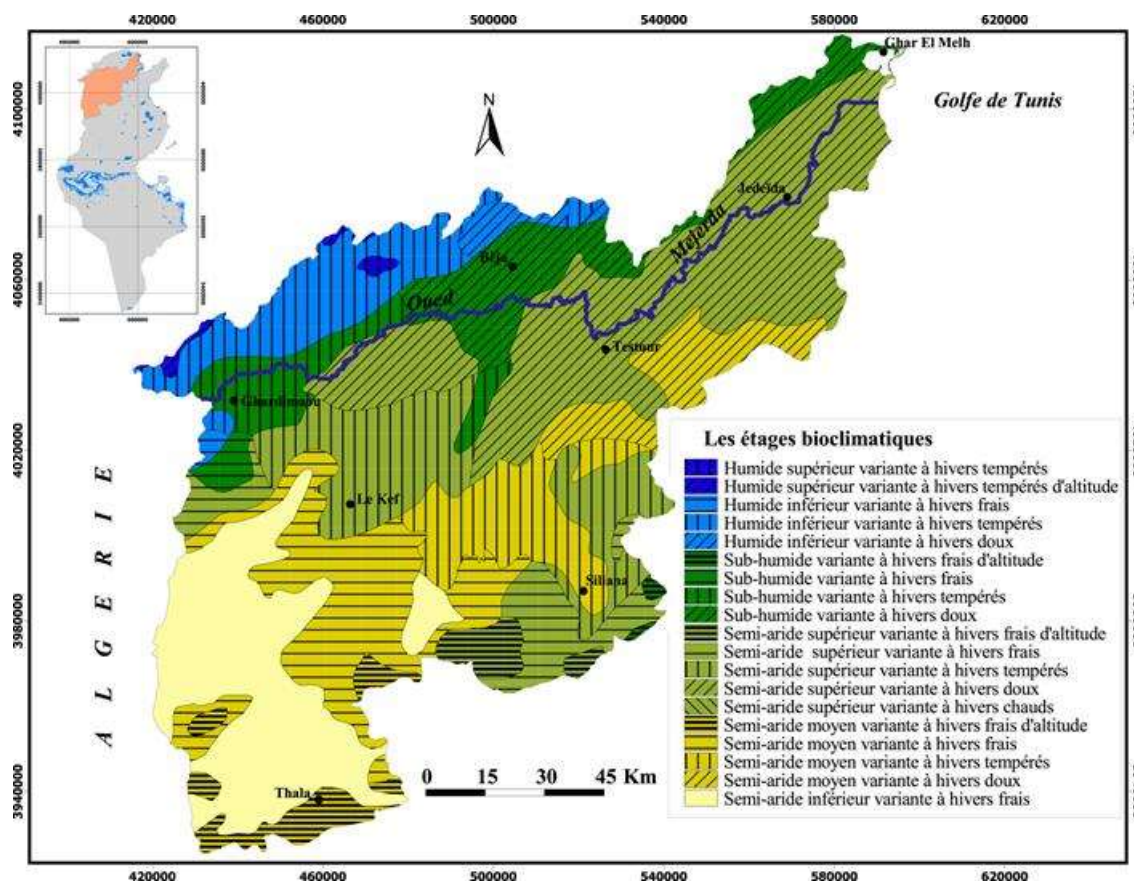 420000 460000 500000 540000 580000 620000
Ghar El Melh
Golfe de Tunis
N
4100000
Jedeida
Mejerda
Béja
Oued
4060000
Testour
Ghardimaou
4020000
Le Kef
ALGERIE
Siliana
3980000
Thala
3940000
0 15 30 45 Km
Les étages bioclimatiques
Humide supérieur variante à hivers tempérés
Humide supérieur variante à hivers tempérés d'altitude
Humide inférieur variante à hivers frais
Humide inférieur variante à hivers tempérés
Humide inférieur variante à hivers doux
Sub-humide variante à hivers frais d'altitude
Sub-humide variante à hivers frais
Sub-humide variante à hivers tempérés
Sub-humide variante à hivers doux
Semi-aride supérieur variante à hivers frais d'altitude
Semi-aride supérieur variante à hivers frais
Semi-aride supérieur variante à hivers tempérés
Semi-aride supérieur variante à hivers doux
Semi-aride supérieur variante à hivers chauds
Semi-aride moyen variante à hivers frais d'altitude
Semi-aride moyen variante à hivers frais
Semi-aride moyen variante à hivers tempérés
Semi-aride moyen variante à hivers doux
Semi-aride inférieur variante à hivers frais
420000 460000 500000 540000 580000 620000